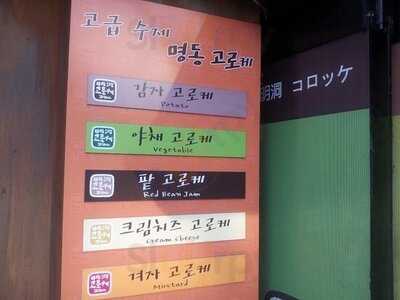 고급 수제
명동 고로케
감자 고로케
Potato
야채 고로케
Vegetable
팥 고로케
Red Bean Jam
크림치즈 고로케
Cream cheese
겨자 고로케
Mustard
明洞 コロッケ